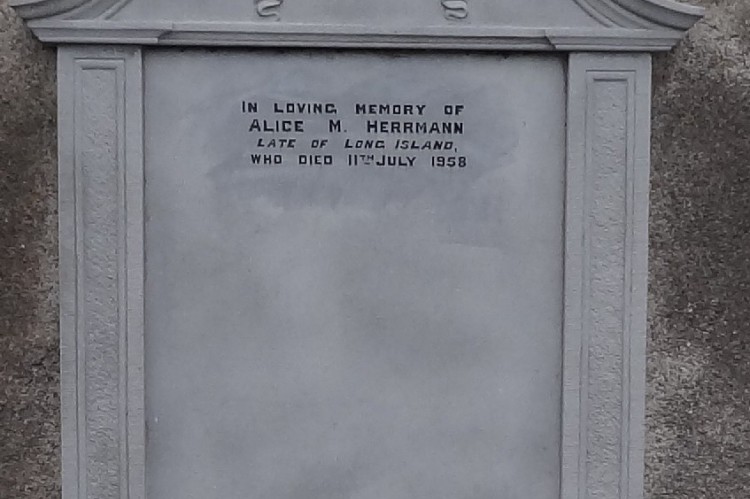 IN LOVING MEMORY OF
ALICE M. HERRMANN
LATE OF LONG ISLAND,
WHO DIED 11TH JULY 1958